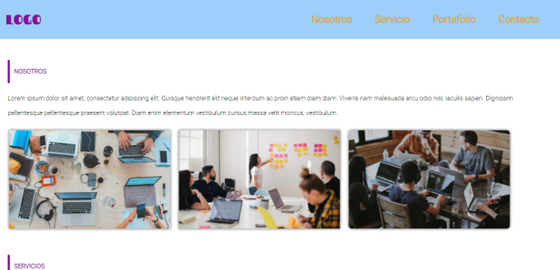 LOGO
Nosotros Servicio Portafolio Contacto
NOSOTROS
Lorem ipsum dolor sit amet, consectetur adipiscing elit. Quisque hendrerit elit neque interdum ac proin etiam diam diam. Viverra nam malesuada arcu odio nisi, iaculis sapien. Dignissim
pellentesque pellentesque praesent volutpat. Diam enim elementum vestibulum cursus massa velit rhoncus, vestibulum.
SERVICIOS